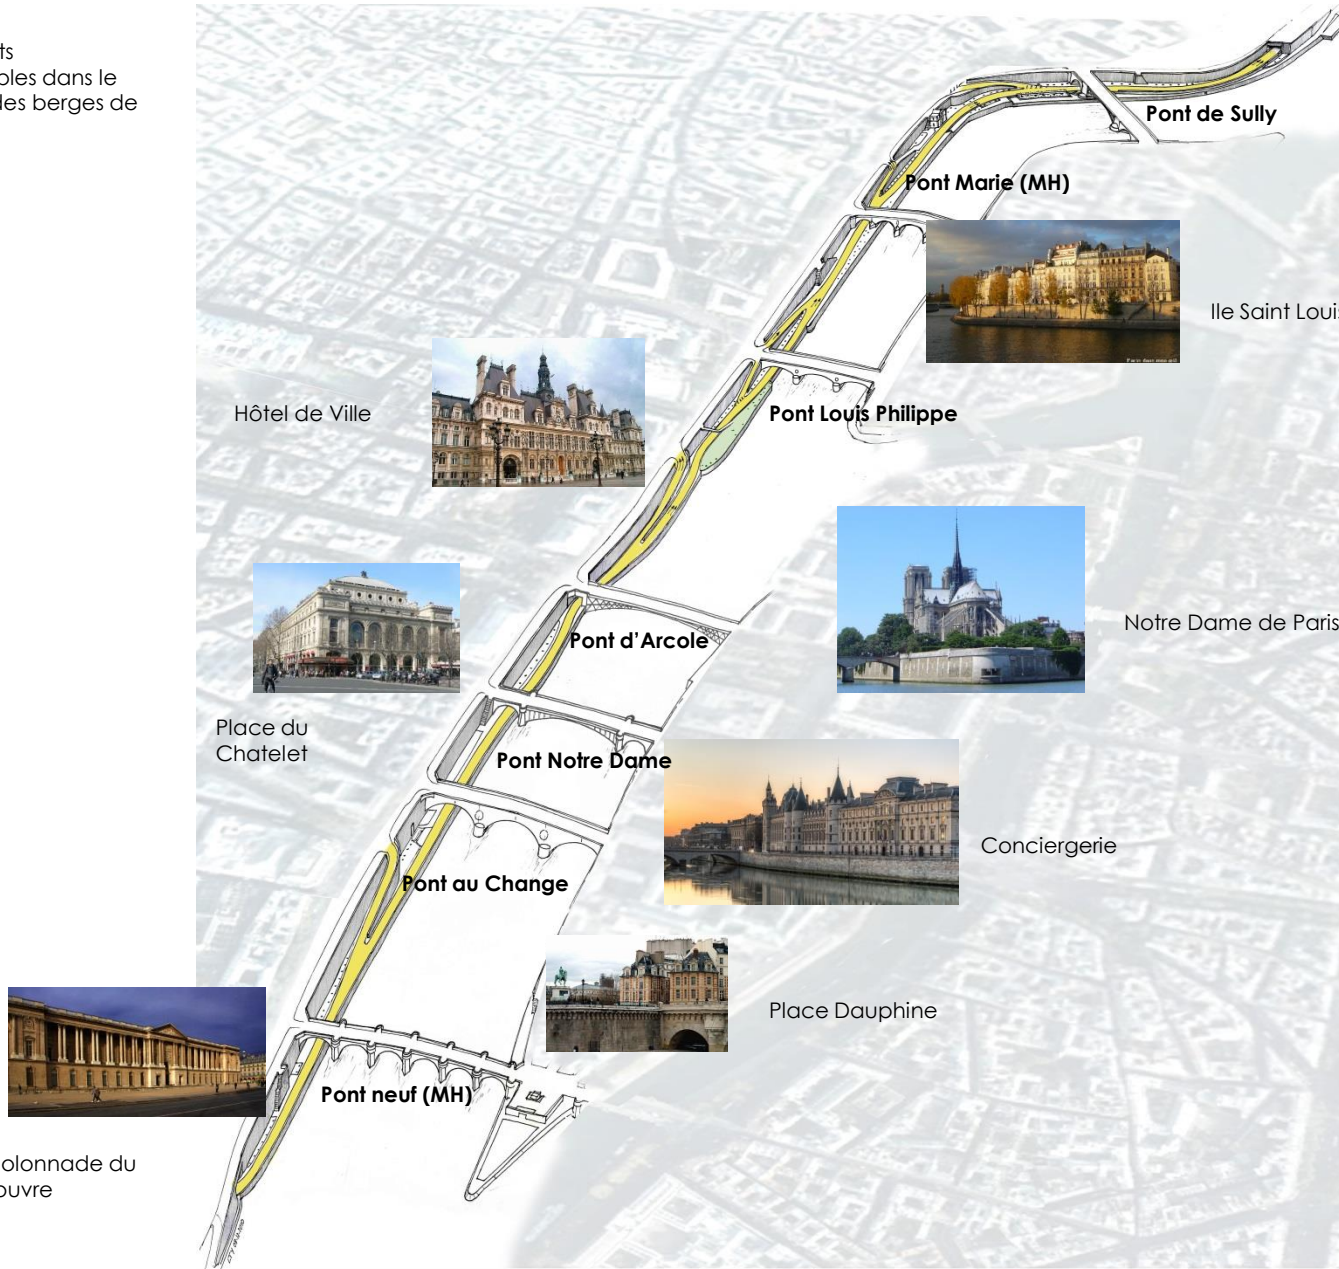 ts
bles dans le
des berges de
Pont de Sully
Pont Marie (MH)
Ile Saint Louis
Hôtel de Ville
Pont Louis Philippe
Notre Dame de Paris
Pont d'Arcole
Place du
Chatelet
Pont Notre Dame
Conciergerie
Pont au Change
Place Dauphine
Pont neuf (MH)
olonnade du
ouvre